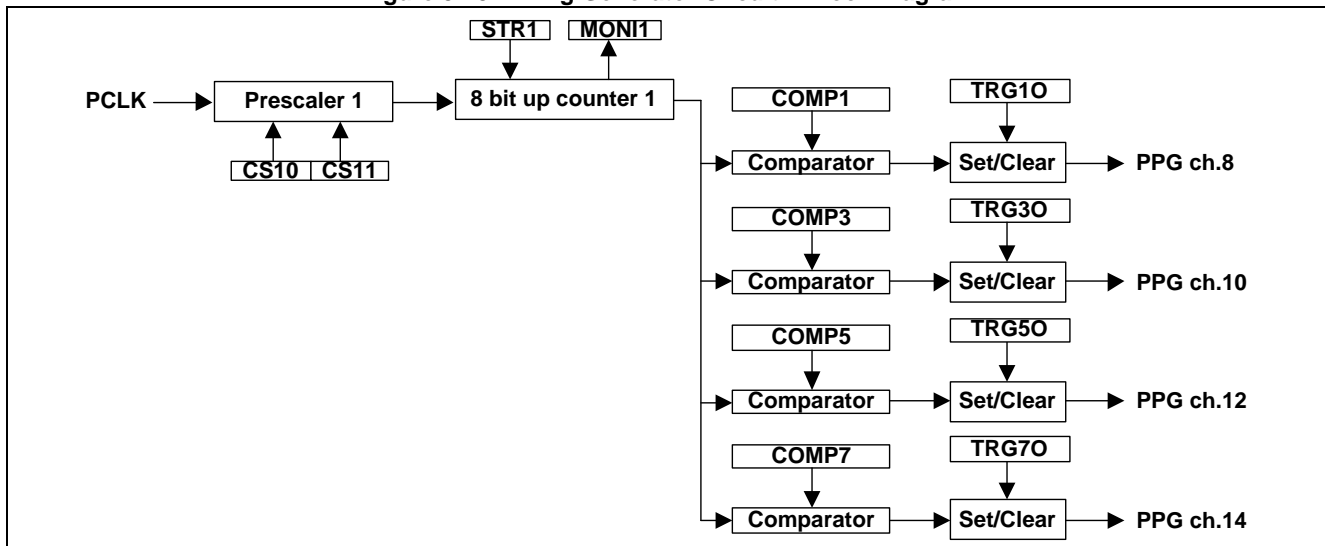 STR1 MONI1
PCLK Prescaler 1 8 bit up counter 1
CS10 CS11
COMP1 TRG1O
Comparator Set/Clear PPG ch.8
COMP3 TRG3O
Comparator Set/Clear PPG ch.10
COMP5 TRG5O
Comparator Set/Clear PPG ch.12
COMP7 TRG7O
Comparator Set/Clear PPG ch.14